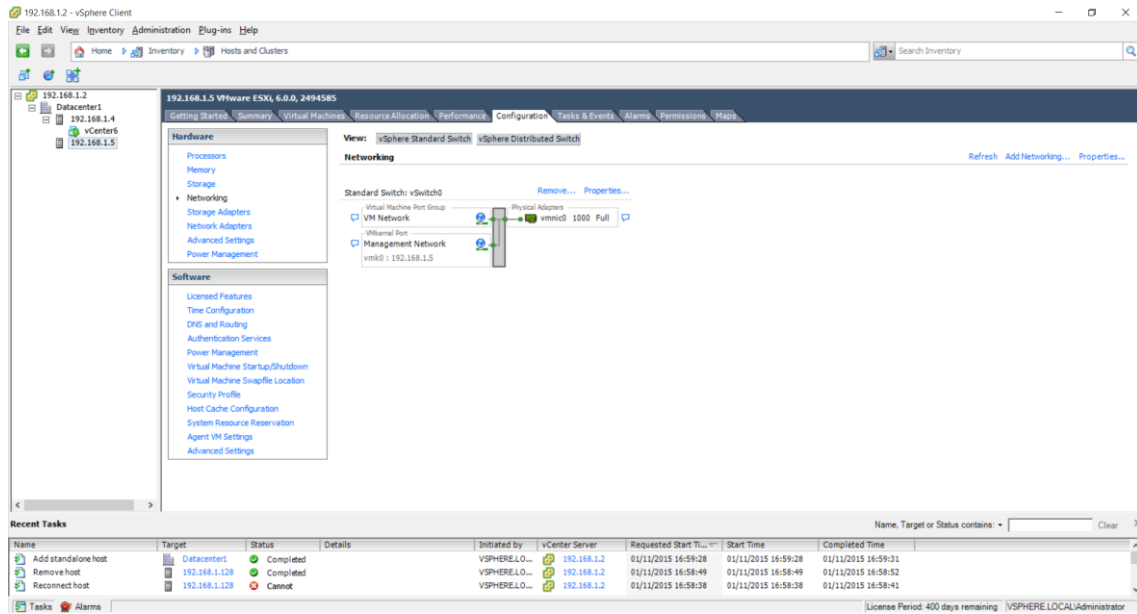 192.168.1.2 - vSphere Client
File Edit View Inventory Administration Plug-ins Help
Home Inventory Hosts and Clusters
Search Inventory
192.168.1.2
Datacenter1
192.168.1.4
vCenter6
192.168.1.5
192.168.1.5 VMware ESXi, 6.0.0, 2494585
Getting Started Summary Virtual Machines Resource Allocation Performance Configuration Tasks & Events Alarms Permissions Maps
Hardware
Processors
Memory
Storage
Networking
Storage Adapters
Network Adapters
Advanced Settings
Power Management
Software
Licensed Features
Time Configuration
DNS and Routing
Authentication Services
Power Management
Virtual Machine Startup/Shutdown
Virtual Machine Swapfile Location
Security Profile
Host Cache Configuration
System Resource Reservation
Agent VM Settings
Advanced Settings
View: vSphere Standard Switch vSphere Distributed Switch
Networking
Refresh Add Networking... Properties...
Standard Switch: vSwitch0 Remove... Properties...
Virtual Machine Port Group Physical Adapters
VM Network vmnic0 1000 Full
VMkernel Port
Management Network
vmk0 : 192.168.1.5
Recent Tasks
Name, Target or Status contains: Clear
Name Target Status Details Initiated by vCenter Server Requested Start Ti... Start Time Completed Time
Add standalone host Datacenter1 Completed VSPHERE.LO... 192.168.1.2 01/11/2015 16:59:28 01/11/2015 16:59:28 01/11/2015 16:59:31
Remove host 192.168.1.128 Completed VSPHERE.LO... 192.168.1.2 01/11/2015 16:58:49 01/11/2015 16:58:49 01/11/2015 16:58:52
Reconnect host 192.168.1.128 Cannot VSPHERE.LO... 192.168.1.2 01/11/2015 16:58:38 01/11/2015 16:58:38 01/11/2015 16:58:41
Tasks Alarms
License Period: 400 days remaining VSPHERE.LOCAL\Administrator